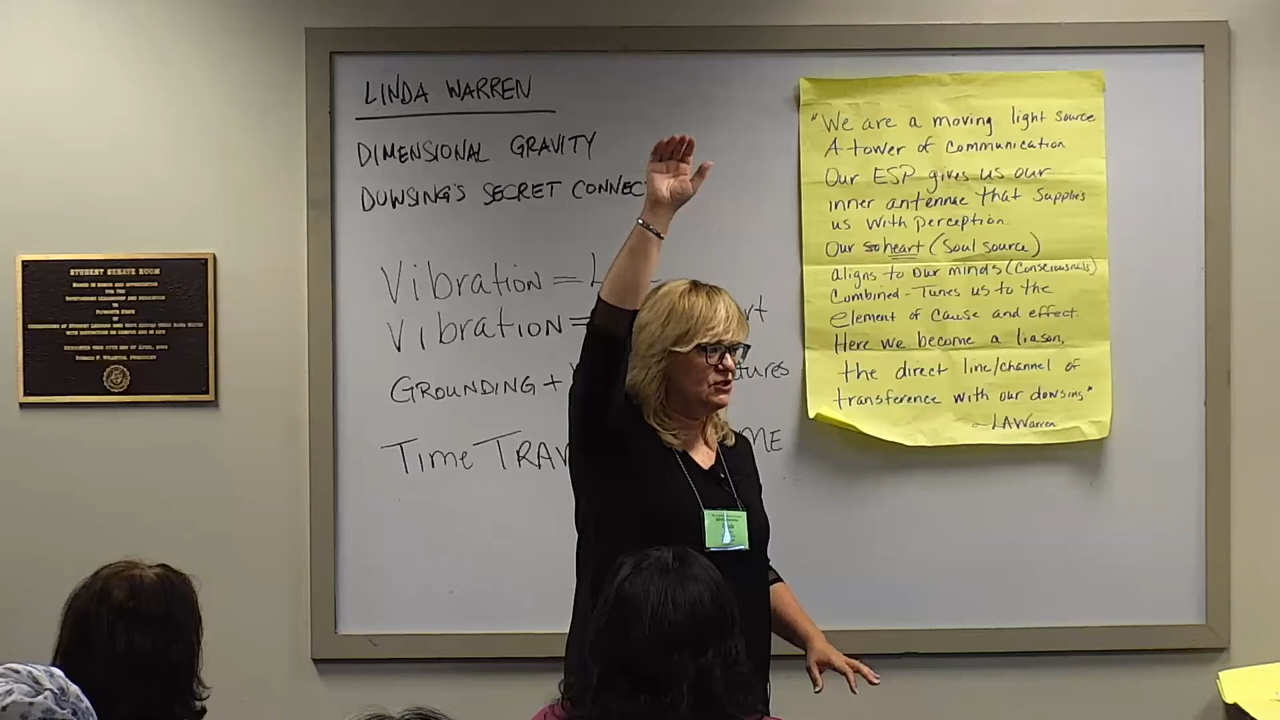 LINDA WARREN
DIMENSIONAL GRAVITY
DOWSING'S SECRET CONNEC
Vibration =
Vibration =
GROUNDING +
Time TRAV
"We are a moving light source
A tower of communication
Our ESP gives us our
inner antennae that supplies
us with perception.
Our soheart (Soul source)
aligns to our minds (Consciousness)
Combined - Tunes us to the
element of cause and effect.
Here we become a liason,
the direct line/channel of
transference with our dowsing"
~LAWarren
STUDENT SENATE ROOM